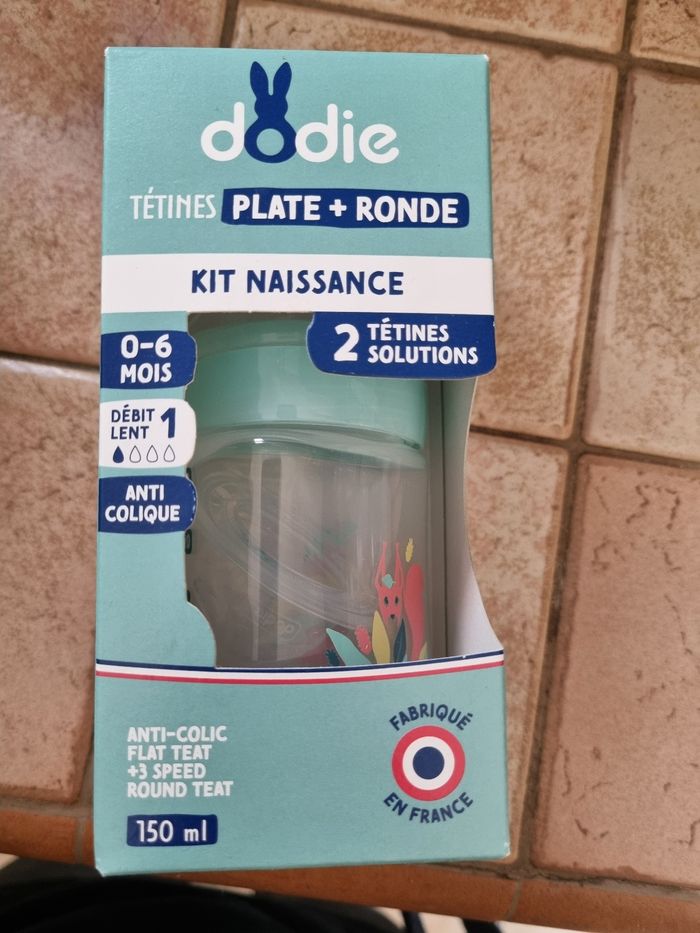 dodie
TÉTINES PLATE + RONDE
KIT NAISSANCE
2 TÉTINES
SOLUTIONS
0-6
MOIS
DÉBIT
LENT 1
ANTI
COLIQUE
ANTI-COLIC
FLAT TEAT
+3 SPEED
ROUND TEAT
150 ml
FABRIQUÉ
EN FRANCE